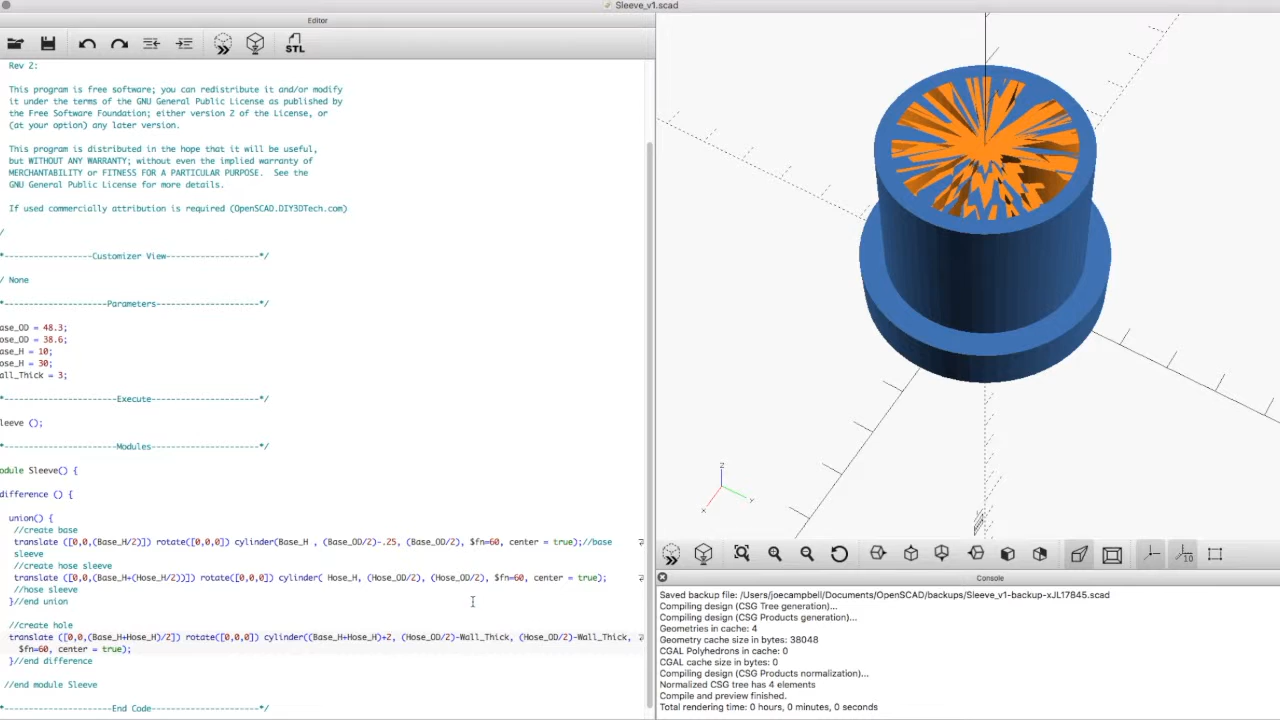 Sleeve_v1.scad
Editor
STL
Rev 2:
This program is free software; you can redistribute it and/or modify
it under the terms of the GNU General Public License as published by
the Free Software Foundation; either version 2 of the License, or
(at your option) any later version.
This program is distributed in the hope that it will be useful,
but WITHOUT ANY WARRANTY; without even the implied warranty of
MERCHANTABILITY or FITNESS FOR A PARTICULAR PURPOSE.  See the
GNU General Public License for more details.
If used commercially attribution is required (OpenSCAD.DIY3DTech.com)
/
*------------------Customizer View-------------------*/
/ None
*---------------------Parameters---------------------*/
ase_OD = 48.3;
ose_OD = 38.6;
ase_H = 10;
ose_H = 30;
all_Thick = 3;
*-----------------------Execute----------------------*/
leeve ();
*-----------------------Modules----------------------*/
odule Sleeve() {
difference () {
union() {
//create base
translate ([0,0,(Base_H/2)]) rotate([0,0,0]) cylinder(Base_H , (Base_OD/2)-.25, (Base_OD/2), $fn=60, center = true);//base
sleeve
//create hose sleeve
translate ([0,0,(Base_H+(Hose_H/2))]) rotate([0,0,0]) cylinder( Hose_H, (Hose_OD/2), (Hose_OD/2), $fn=60, center = true);
//hose sleeve
}//end union
//create hole
translate ([0,0,(Base_H+Hose_H)/2]) rotate([0,0,0]) cylinder((Base_H+Hose_H)+2, (Hose_OD/2)-Wall_Thick, (Hose_OD/2)-Wall_Thick,
$fn=60, center = true);
}//end difference
//end module Sleeve
*----------------------End Code----------------------*/
z
x
y
10
Console
Saved backup file: /Users/joecampbell/Documents/OpenSCAD/backups/Sleeve_v1-backup-xJL17845.scad
Compiling design (CSG Tree generation)...
Compiling design (CSG Products generation)...
Geometries in cache: 4
Geometry cache size in bytes: 38048
CGAL Polyhedrons in cache: 0
CGAL cache size in bytes: 0
Compiling design (CSG Products normalization)...
Normalized CSG tree has 4 elements
Compile and preview finished.
Total rendering time: 0 hours, 0 minutes, 0 seconds